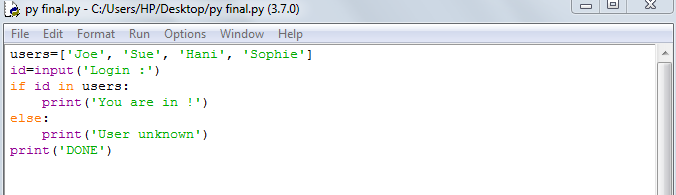 py final.py - C:/Users/HP/Desktop/py final.py (3.7.0)
File Edit Format Run Options Window Help
users=['Joe', 'Sue', 'Hani', 'Sophie']
id=input('Login :')
if id in users:
    print('You are in !')
else:
    print('User unknown')
print('DONE')